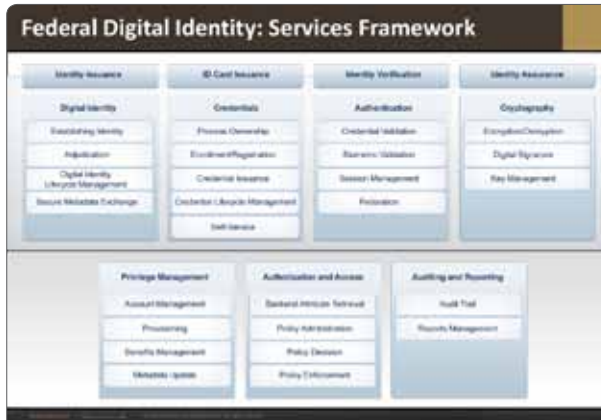 Federal Digital Identity: Services Framework
Identity Issuance
ID Card Issuance
Identity Verification
Identity Assurance
Digital Identity
Establishing Identity
Adjudication
Digital Identity
Lifecycle Management
Secure Metadata Exchange
Credentials
Process Ownership
Enrollment/Registration
Credential Issuance
Credential Lifecycle Management
Self-Service
Authentication
Credential Validation
Biometric Validation
Session Management
Federation
Cryptography
Encryption/Decryption
Digital Signature
Key Management
Privilege Management
Account Management
Provisioning
Benefits Management
Metadata Update
Authorization and Access
Backend Attribute Retrieval
Policy Administration
Policy Decision
Policy Enforcement
Auditing and Reporting
Audit Trail
Reports Management